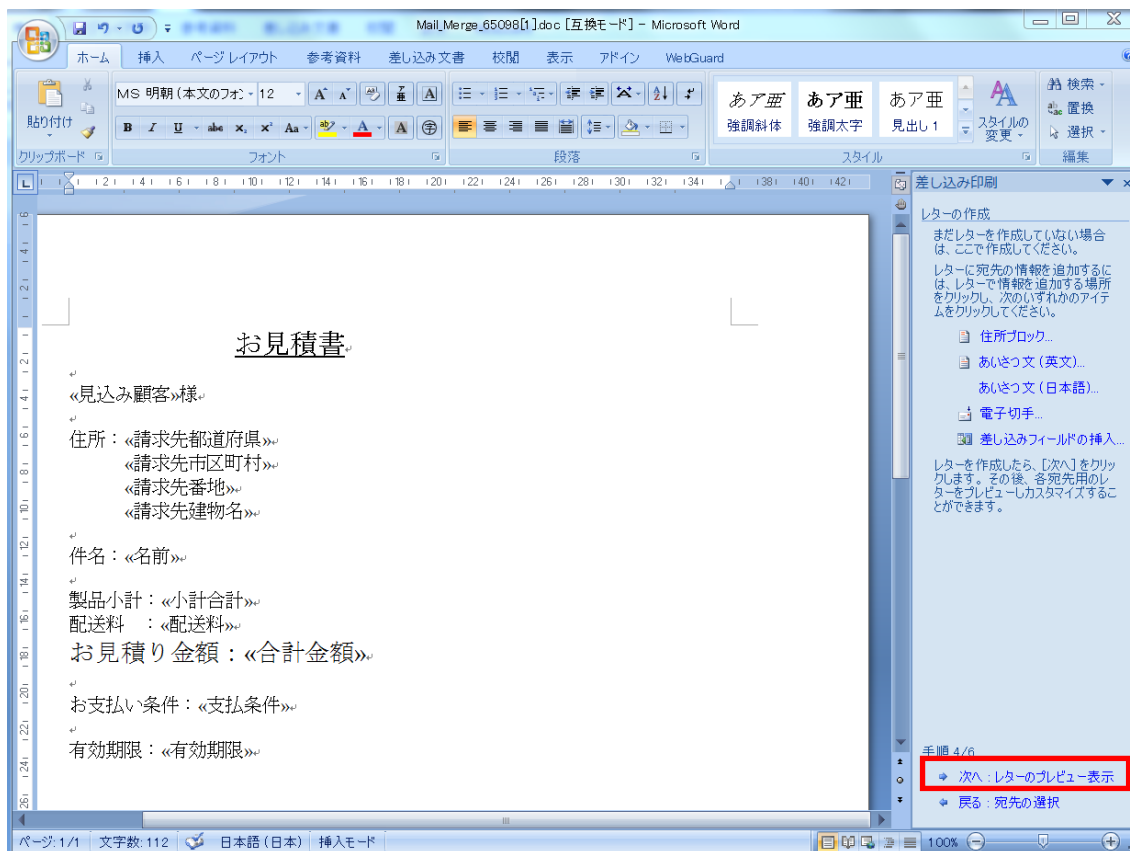 Mail_Merge_65098[1].doc [互換モード] - Microsoft Word
ホーム 挿入 ページ レイアウト 参考資料 差し込み文書 校閲 表示 アドイン WebGuard
貼り付け
MS 明朝 (本文のフォ: 12
あア亜 あア亜 あア亜
強調斜体 強調太字 見出し 1
スタイルの変更
検索
置換
選択
クリップボード フォント 段落 スタイル 編集
差し込み印刷
レターの作成
まだレターを作成していない場合
は、ここで作成してください。
レターに宛先の情報を追加するに
は、レターで情報を追加する場所
をクリックし、次のいずれかのアイテ
ムをクリックしてください。
住所ブロック...
あいさつ文 (英文)...
あいさつ文 (日本語)...
電子切手...
差し込みフィールドの挿入...
レターを作成したら、[次へ] をクリッ
クします。その後、各宛先用のレ
ターをプレビューしカスタマイズするこ
とができます。
手順 4/6
次へ : レターのプレビュー表示
戻る : 宛先の選択
お見積書
«見込み顧客»様
住所：«請求先都道府県»
«請求先市区町村»
«請求先番地»
«請求先建物名»
件名：«名前»
製品小計：«小計合計»
配送料　：«配送料»
お見積り金額：«合計金額»
お支払い条件：«支払条件»
有効期限：«有効期限»
ページ: 1/1 文字数: 112 日本語 (日本) 挿入モード 100%